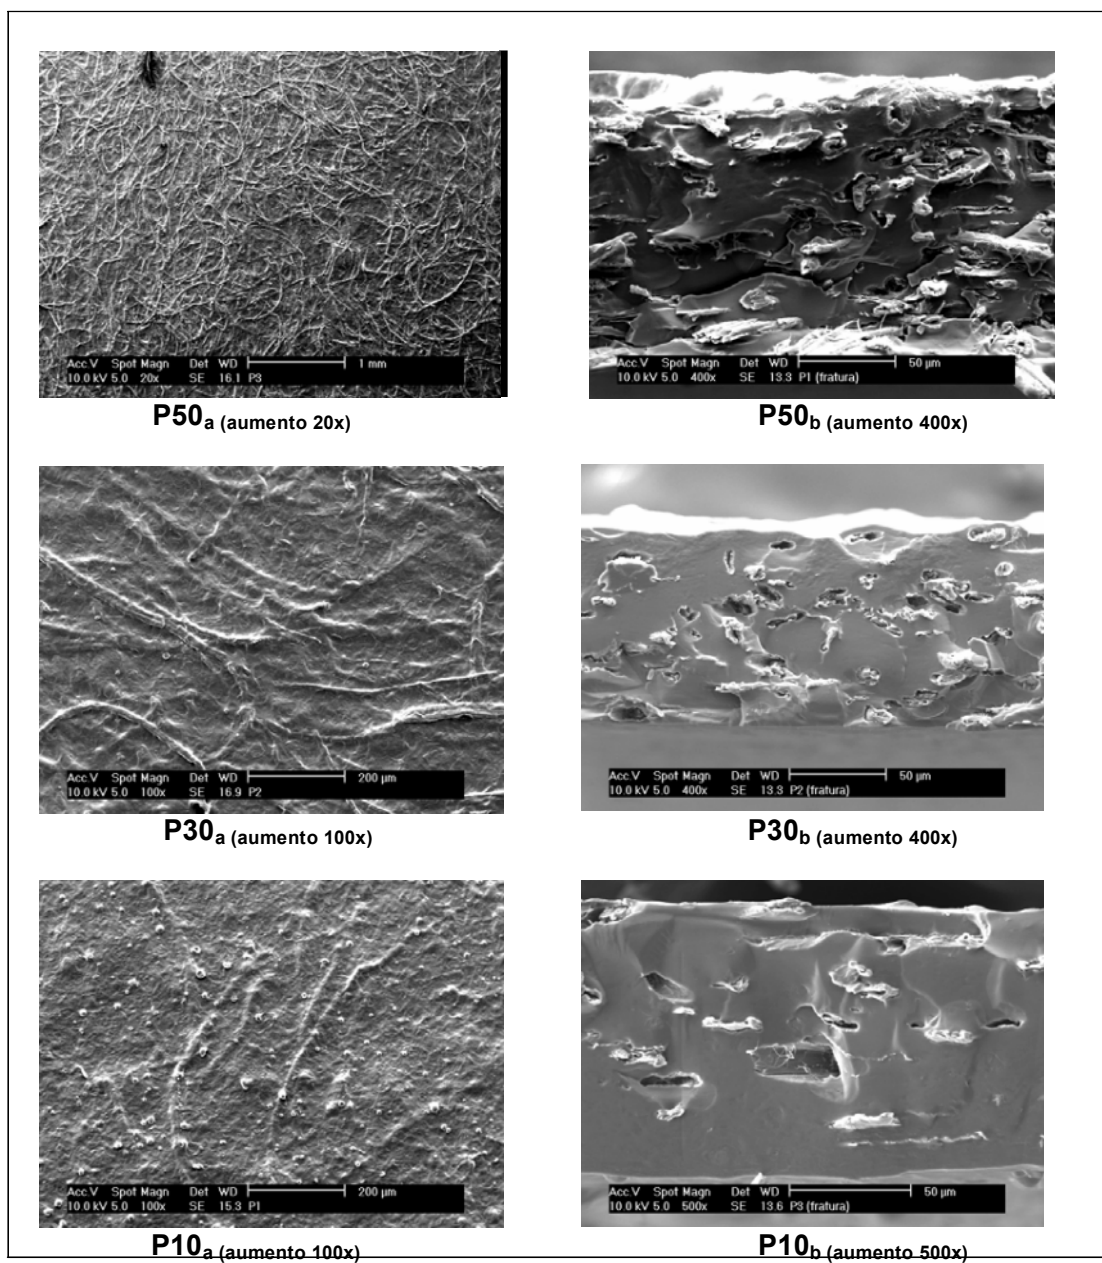 Acc.V Spot Magn Det WD 1 mm
10.0 kV 5.0 20x SE 16.1 P3
Acc.V Spot Magn Det WD 50 µm
10.0 kV 5.0 400x SE 13.3 P1 (fratura)
P50a (aumento 20x)
P50b (aumento 400x)
Acc.V Spot Magn Det WD 200 µm
10.0 kV 5.0 100x SE 16.9 P2
Acc.V Spot Magn Det WD 50 µm
10.0 kV 5.0 400x SE 13.3 P2 (fratura)
P30a (aumento 100x)
P30b (aumento 400x)
Acc.V Spot Magn Det WD 200 µm
10.0 kV 5.0 100x SE 15.3 P1
Acc.V Spot Magn Det WD 50 µm
10.0 kV 5.0 500x SE 13.6 P3 (fratura)
P10a (aumento 100x)
P10b (aumento 500x)